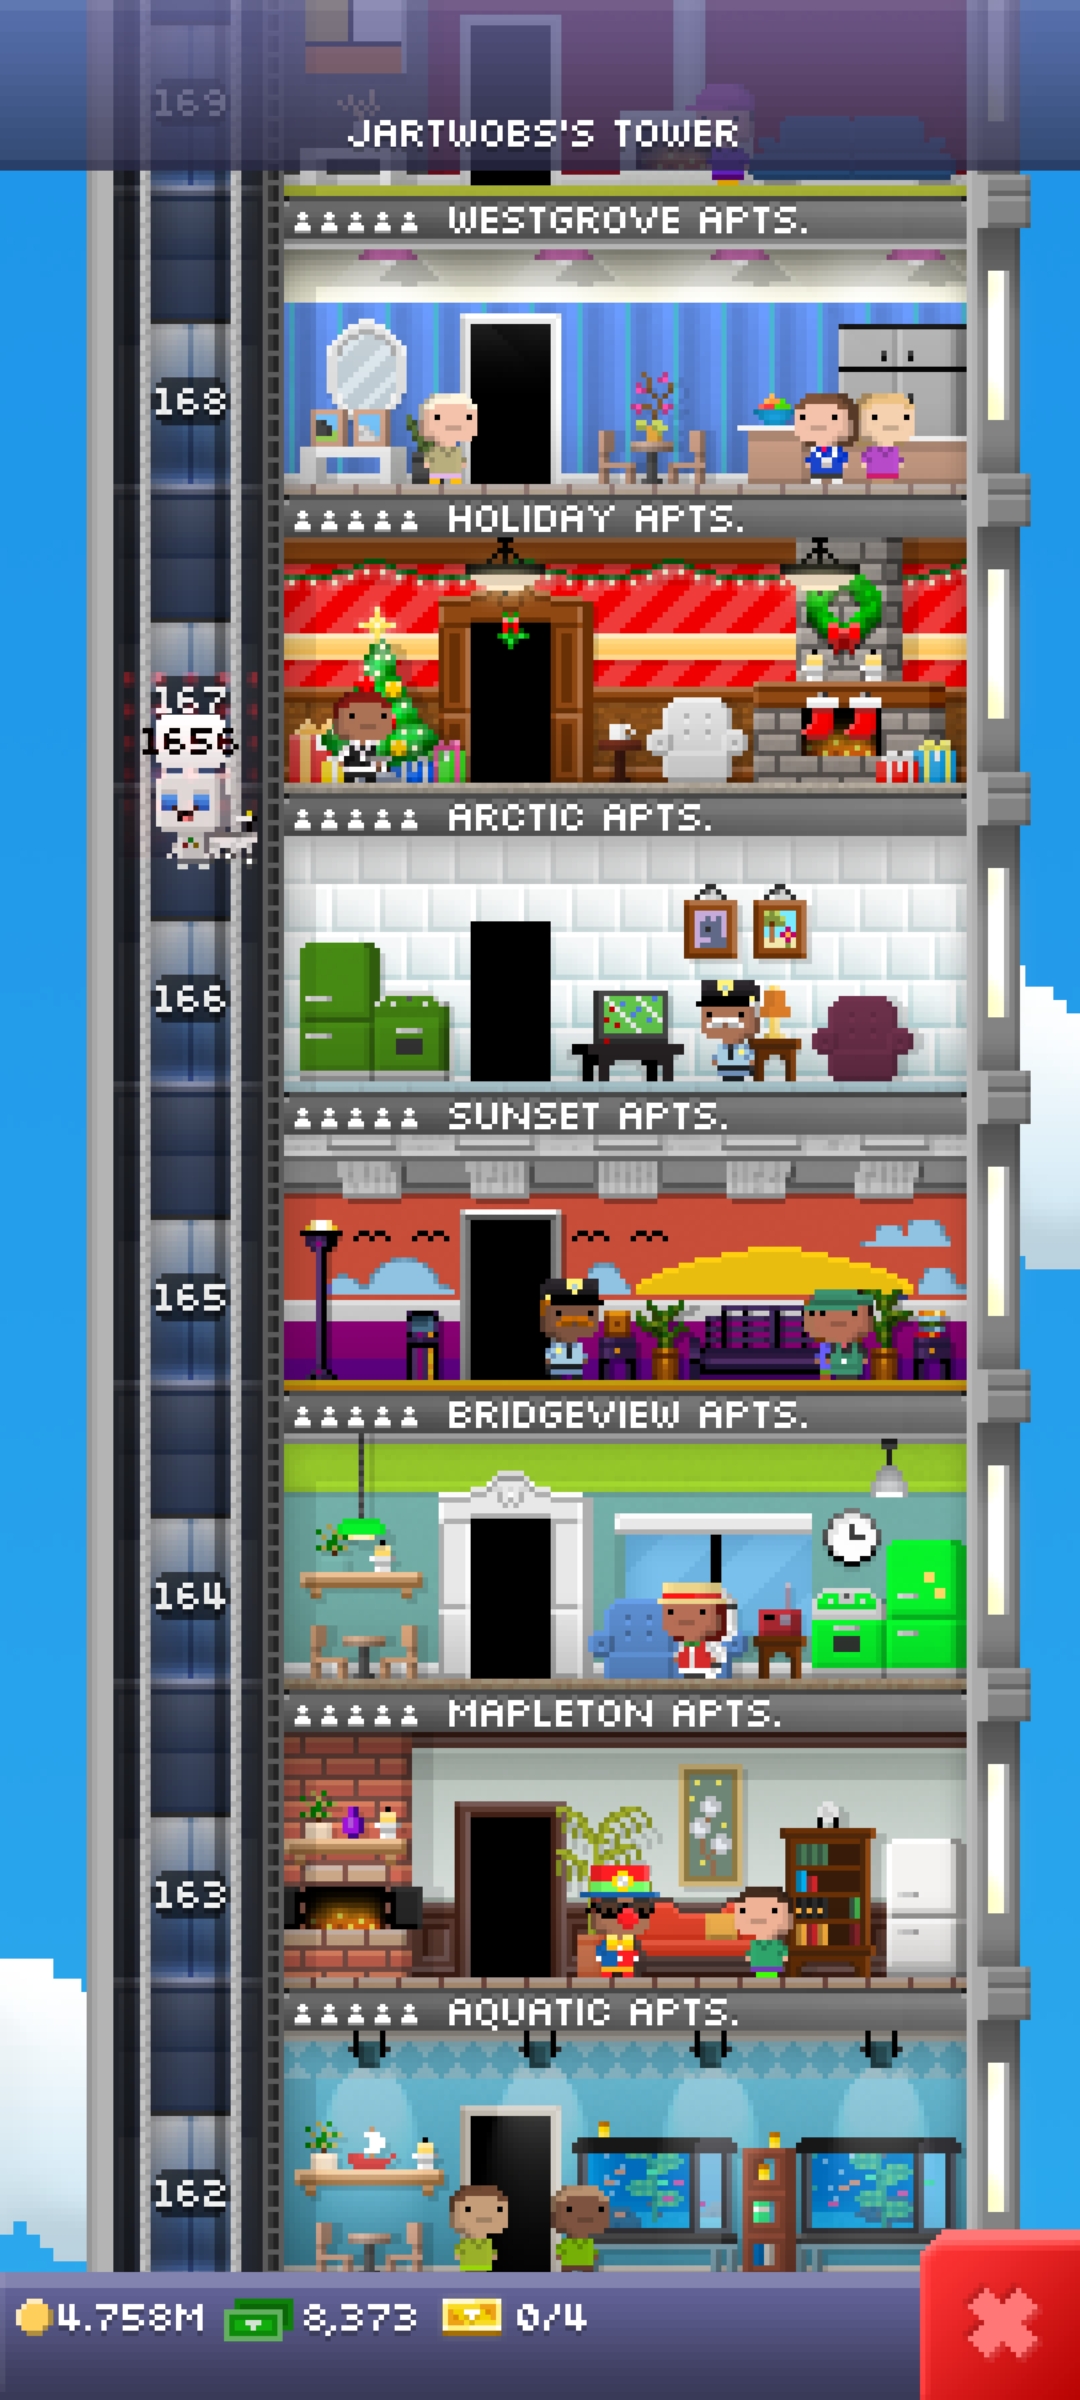 169
JARTWOBS'S TOWER
WESTGROVE APTS.
168
HOLIDAY APTS.
167
1656
ARCTIC APTS.
166
SUNSET APTS.
165
BRIDGEVIEW APTS.
164
MAPLETON APTS.
163
AQUATIC APTS.
162
4.758M 8,373 0/4